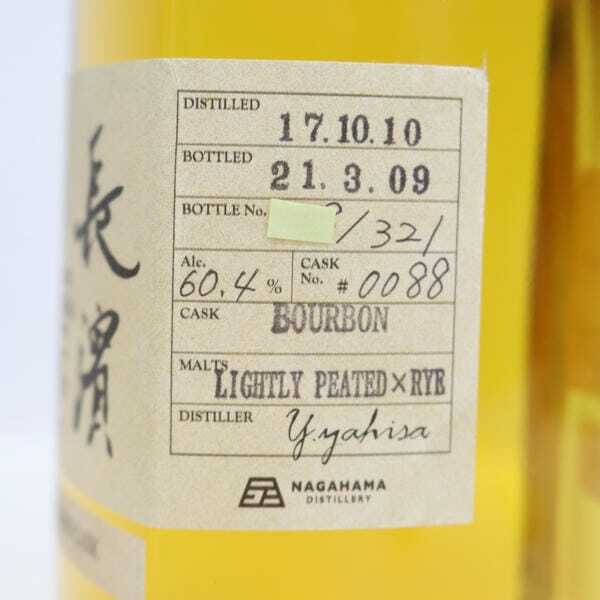 長濱
DISTILLED 17.10.10
BOTTLED 21. 3. 09
BOTTLE No. /321
Alc. 60.4 % CASK No. # 0088
CASK BOURBON
MALTS LIGHTLY PEATED×RYE
DISTILLER Y.yahisa
NAGAHAMA
DISTILLERY